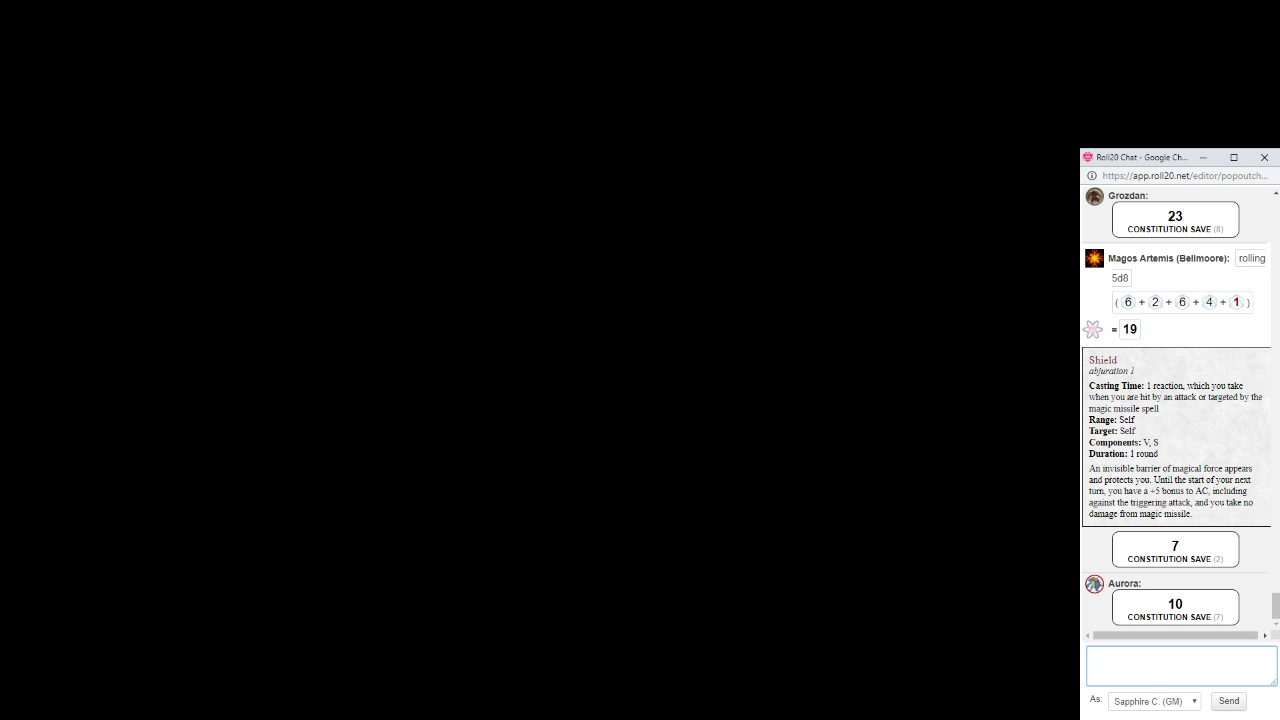 Roll20 Chat - Google Ch...
https://app.roll20.net/editor/popoutch...
Grozdan:
23
CONSTITUTION SAVE (8)
Magos Artemis (Bellmoore): rolling
5d8
( 6 + 2 + 6 + 4 + 1 )
= 19
Shield
abjuration 1
Casting Time: 1 reaction, which you take
when you are hit by an attack or targeted by the
magic missile spell
Range: Self
Target: Self
Components: V, S
Duration: 1 round
An invisible barrier of magical force appears
and protects you. Until the start of your next
turn, you have a +5 bonus to AC, including
against the triggering attack, and you take no
damage from magic missile.
7
CONSTITUTION SAVE (2)
Aurora:
10
CONSTITUTION SAVE (7)
As: Sapphire C. (GM) Send